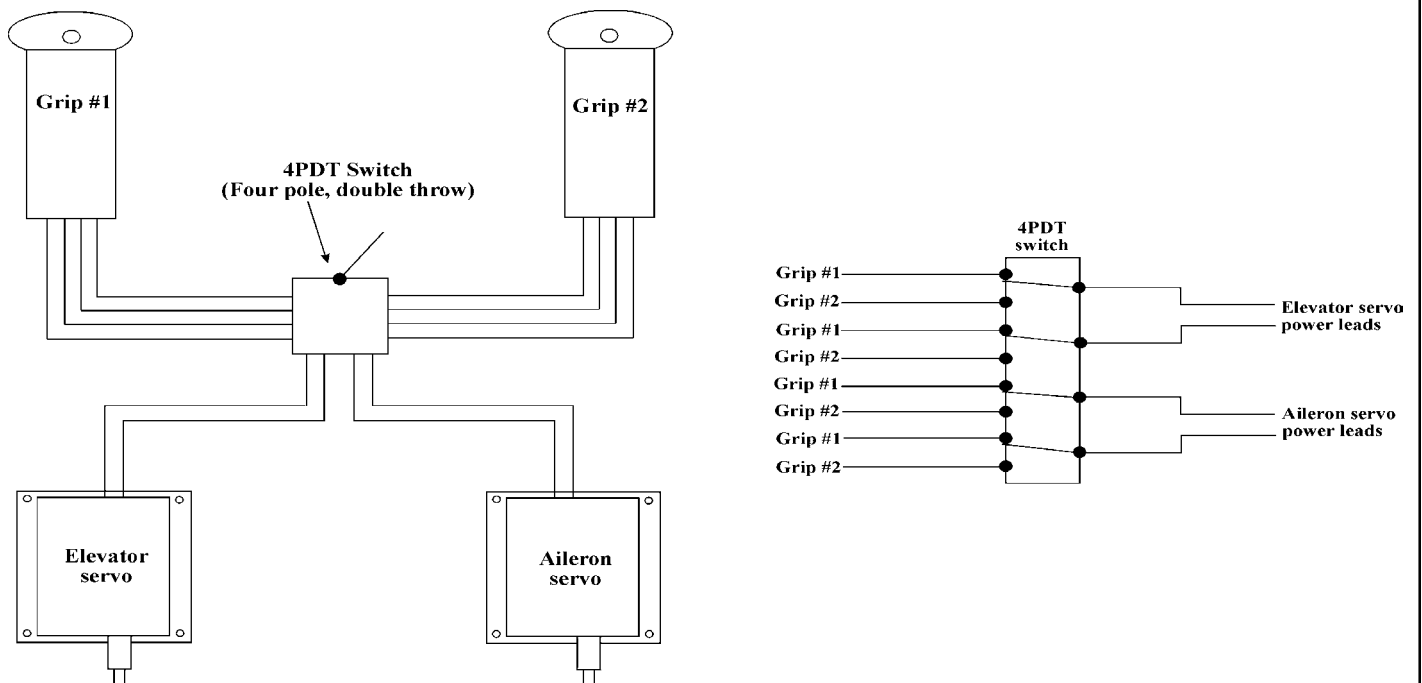 Grip #1
Grip #2
4PDT Switch
(Four pole, double throw)
Elevator
servo
Aileron
servo
4PDT
switch
Grip #1
Grip #2
Grip #1
Grip #2
Grip #1
Grip #2
Grip #1
Grip #2
Elevator servo
power leads
Aileron servo
power leads